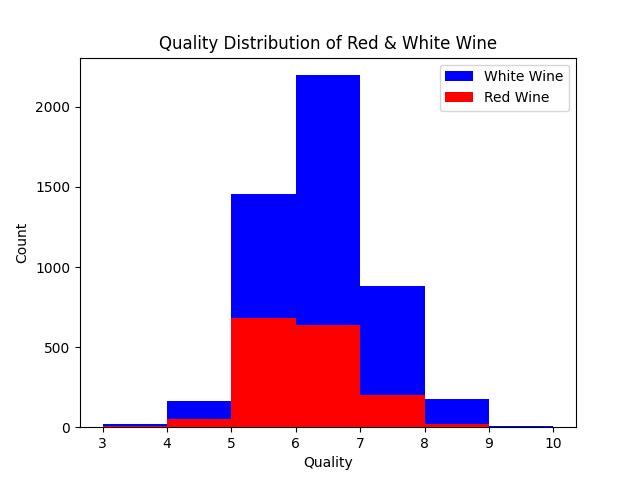 Quality Distribution of Red & White Wine
White Wine
Red Wine
2000
1500
1000
500
0
Count
3 4 5 6 7 8 9 10
Quality